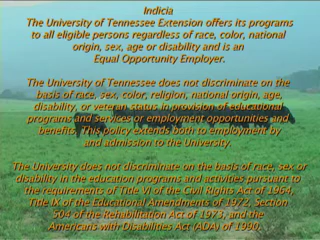 Indicia
The University of Tennessee Extension offers its programs
to all eligible persons regardless of race, color, national
origin, sex, age or disability and is an
Equal Opportunity Employer.
The University of Tennessee does not discriminate on the
basis of race, sex, color, religion, national origin, age,
disability, or veteran status in provision of educational
programs and services or employment opportunities and
benefits. This policy extends both to employment by
and admission to the University.
The University does not discriminate on the basis of race, sex or
disability in the education programs and activities pursuant to
the requirements of Title VI of the Civil Rights Act of 1964,
Title IX of the Educational Amendments of 1972, Section
504 of the Rehabilitation Act of 1973, and the
Americans with Disabilities Act (ADA) of 1990.